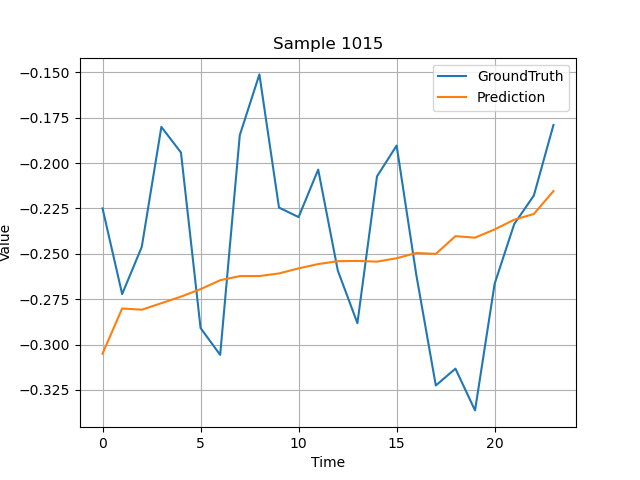 Sample 1015
GroundTruth
Prediction
−0.150
−0.175
−0.200
−0.225
−0.250
−0.275
−0.300
−0.325
Value
0 5 10 15 20
Time